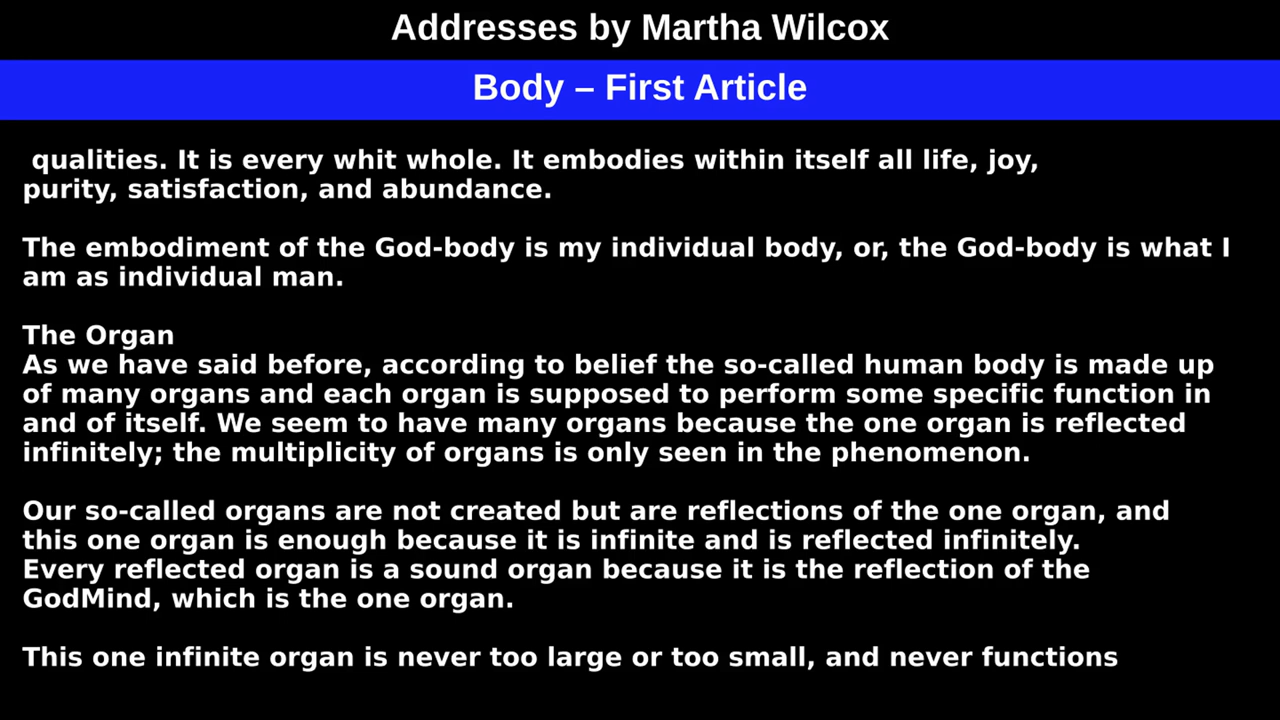 Addresses by Martha Wilcox
Body – First Article
qualities. It is every whit whole. It embodies within itself all life, joy,
purity, satisfaction, and abundance.
The embodiment of the God-body is my individual body, or, the God-body is what I
am as individual man.
The Organ
As we have said before, according to belief the so-called human body is made up
of many organs and each organ is supposed to perform some specific function in
and of itself. We seem to have many organs because the one organ is reflected
infinitely; the multiplicity of organs is only seen in the phenomenon.
Our so-called organs are not created but are reflections of the one organ, and
this one organ is enough because it is infinite and is reflected infinitely.
Every reflected organ is a sound organ because it is the reflection of the
GodMind, which is the one organ.
This one infinite organ is never too large or too small, and never functions